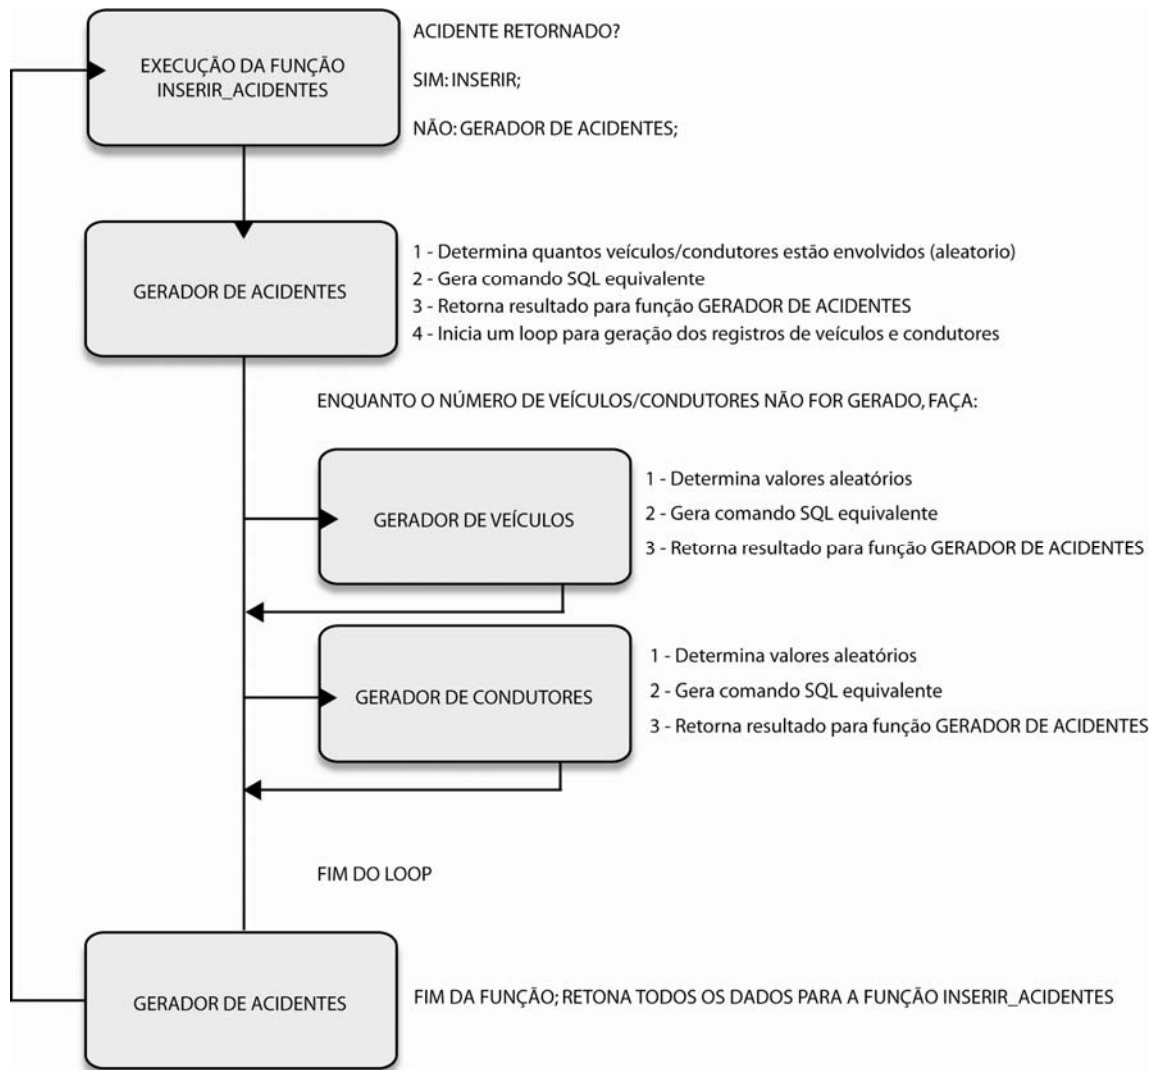 EXECUÇÃO DA FUNÇÃO
INSERIR_ACIDENTES
ACIDENTE RETORNADO?
SIM: INSERIR;
NÃO: GERADOR DE ACIDENTES;
GERADOR DE ACIDENTES
1 - Determina quantos veículos/condutores estão envolvidos (aleatorio)
2 - Gera comando SQL equivalente
3 - Retorna resultado para função GERADOR DE ACIDENTES
4 - Inicia um loop para geração dos registros de veículos e condutores
ENQUANTO O NÚMERO DE VEÍCULOS/CONDUTORES NÃO FOR GERADO, FAÇA:
GERADOR DE VEÍCULOS
1 - Determina valores aleatórios
2 - Gera comando SQL equivalente
3 - Retorna resultado para função GERADOR DE ACIDENTES
GERADOR DE CONDUTORES
1 - Determina valores aleatórios
2 - Gera comando SQL equivalente
3 - Retorna resultado para função GERADOR DE ACIDENTES
FIM DO LOOP
GERADOR DE ACIDENTES
FIM DA FUNÇÃO; RETONA TODOS OS DADOS PARA A FUNÇÃO INSERIR_ACIDENTES